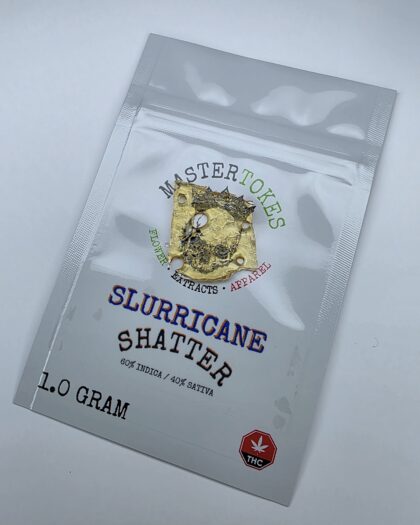 MASTERTOKES
FLOWER · EXTRACTS · APPAREL
SLURRICANE
SHATTER
60% INDICA / 40% SATIVA
1.0 GRAM
THC